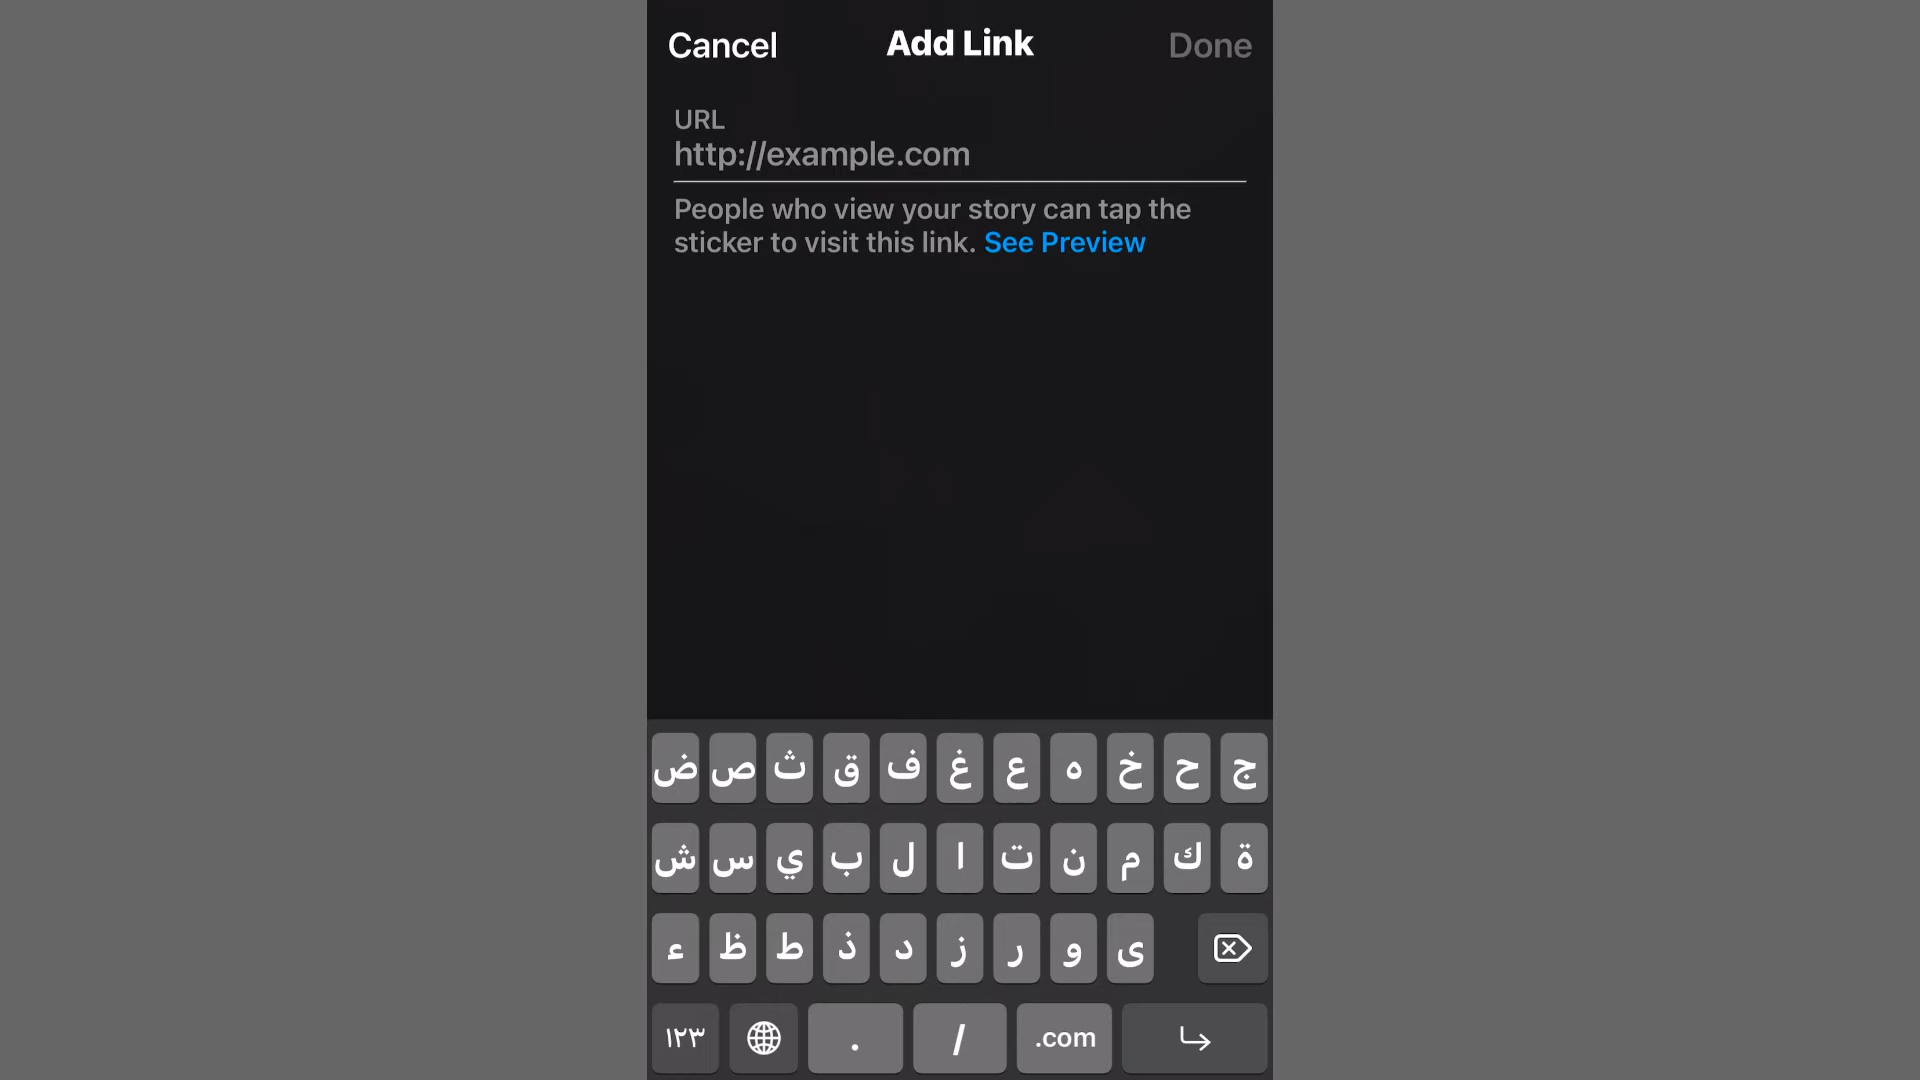 Cancel Add Link Done
URL
http://example.com
People who view your story can tap the
sticker to visit this link. See Preview
ض ص ث ق ف غ ع ه خ ح ج
ش س ي ب ل ا ت ن م ك ة
ء ظ ط ذ د ز ر و ى
١٢٣ . / .com